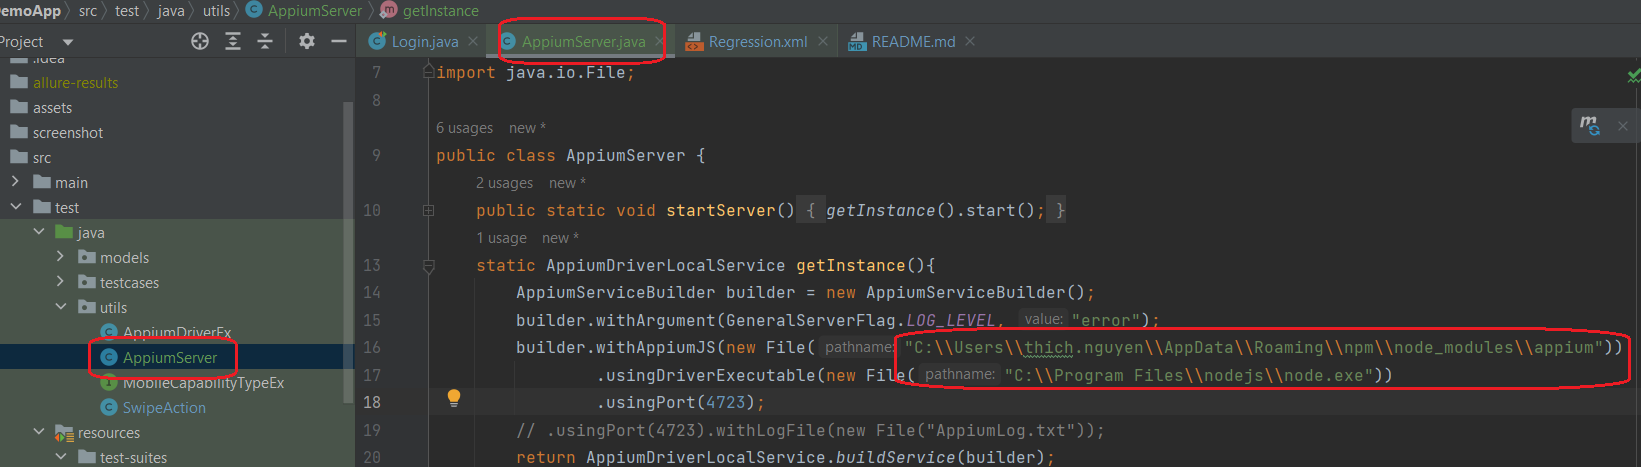 DemoApp src test java utils AppiumServer getInstance
Project
Login.java AppiumServer.java Regression.xml README.md
.idea
allure-results
assets
screenshot
src
main
test
java
models
testcases
utils
AppiumDriverEx
AppiumServer
MobileCapabilityTypeEx
SwipeAction
resources
test-suites
7 import java.io.File;
8
6 usages new *
9 public class AppiumServer {
2 usages new *
10 public static void startServer() { getInstance().start(); }
1 usage new *
13 static AppiumDriverLocalService getInstance(){
14 AppiumServiceBuilder builder = new AppiumServiceBuilder();
15 builder.withArgument(GeneralServerFlag.LOG_LEVEL, value: "error");
16 builder.withAppiumJS(new File( pathname: "C:\\Users\\thich.nguyen\\AppData\\Roaming\\npm\\node_modules\\appium"))
17 .usingDriverExecutable(new File( pathname: "C:\\Program Files\\nodejs\\node.exe"))
18 .usingPort(4723);
19 // .usingPort(4723).withLogFile(new File("AppiumLog.txt"));
20 return AppiumDriverLocalService.buildService(builder);